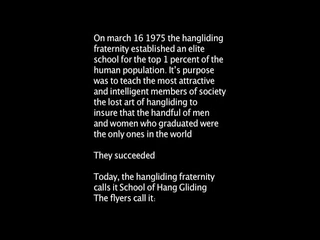 On march 16 1975 the hangliding
fraternity established an elite
school for the top 1 percent of the
human population. It's purpose
was to teach the most attractive
and intelligent members of society
the lost art of hangliding to
insure that the handful of men
and women who graduated were
the only ones in the world
They succeeded
Today, the hangliding fraternity
calls it School of Hang Gliding
The flyers call it: